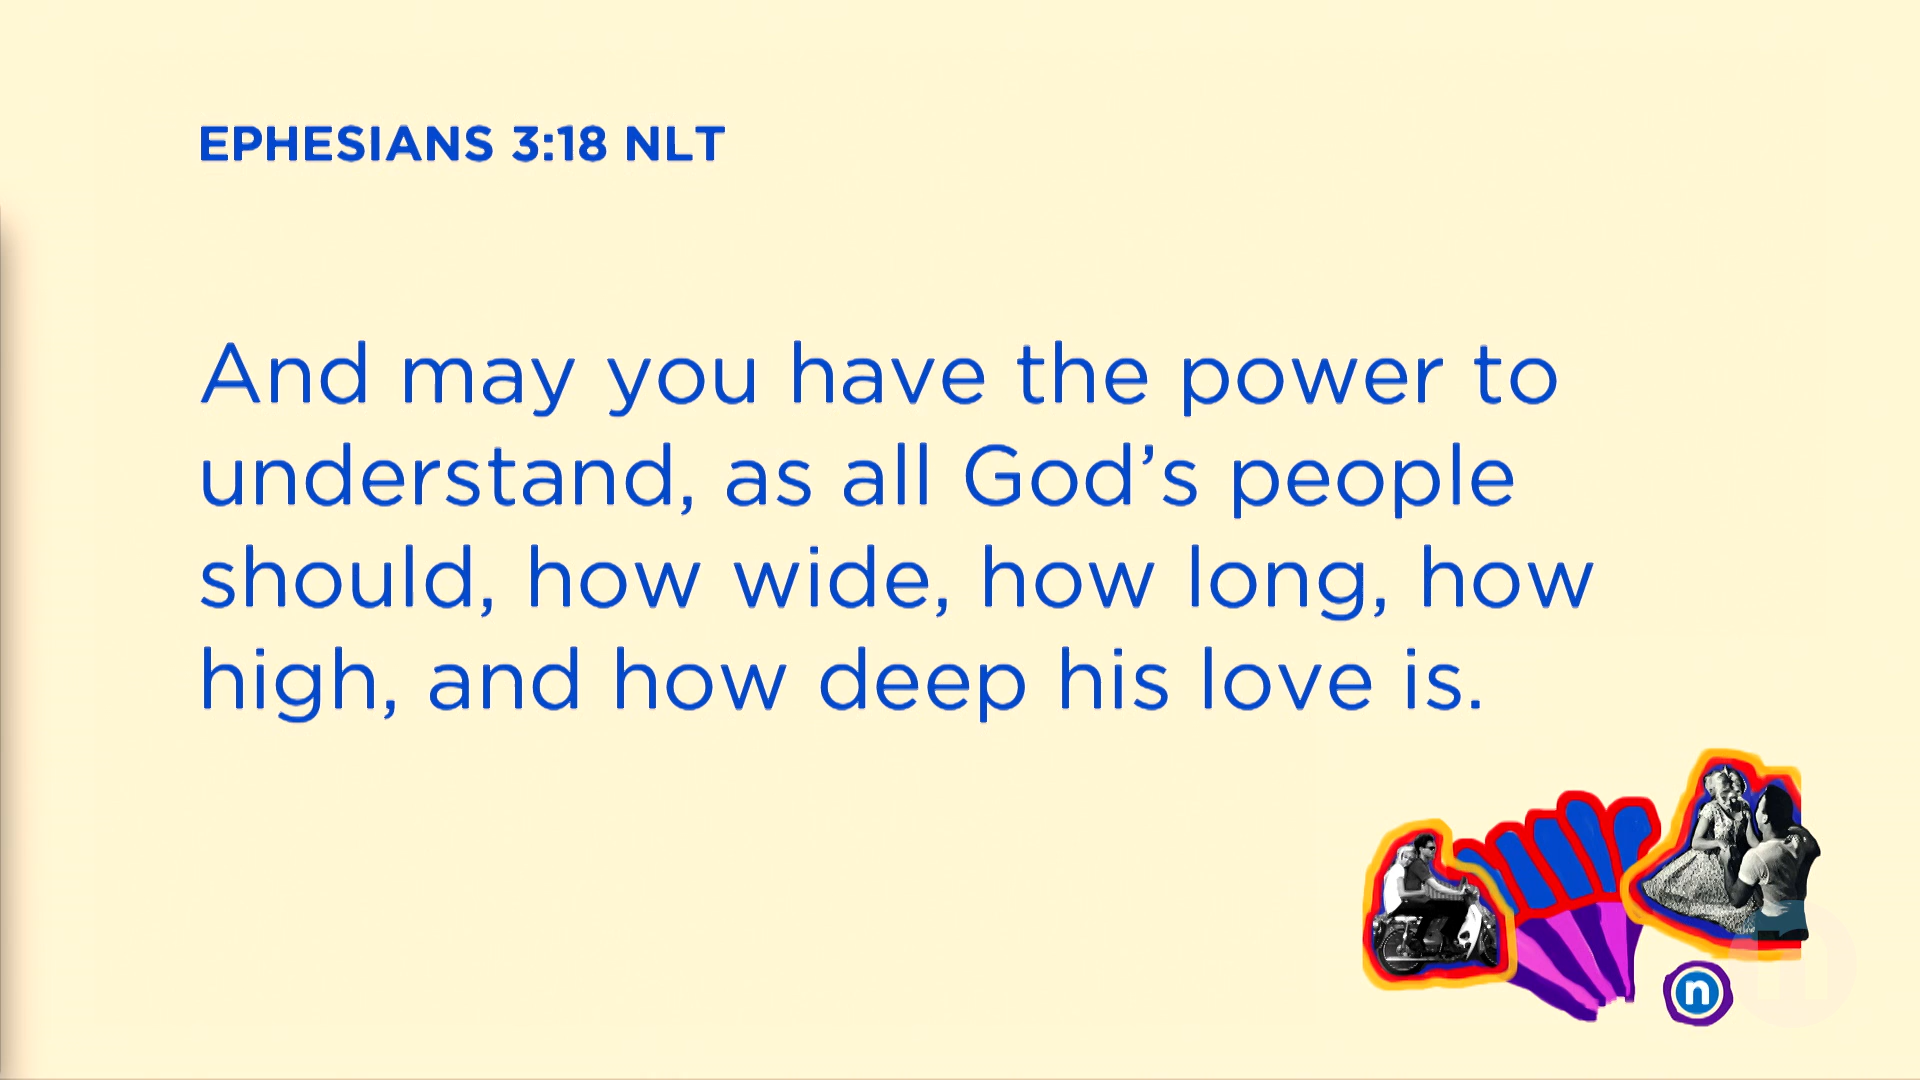 EPHESIANS 3:18 NLT
And may you have the power to
understand, as all God’s people
should, how wide, how long, how
high, and how deep his love is.
n